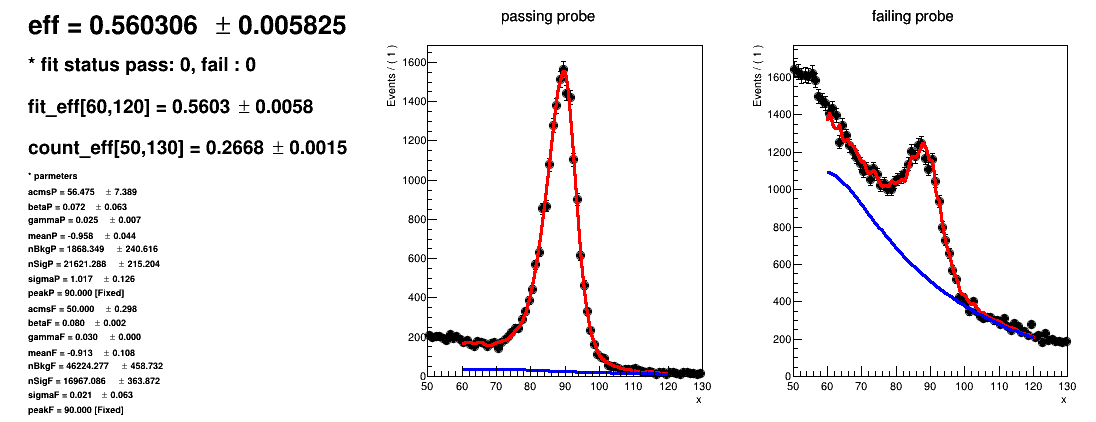 eff = 0.560306 ± 0.005825
* fit status pass: 0, fail : 0
fit_eff[60,120] = 0.5603 ± 0.0058
count_eff[50,130] = 0.2668 ± 0.0015
* parmeters
acmsP = 56.475 ± 7.389
betaP = 0.072 ± 0.063
gammaP = 0.025 ± 0.007
meanP = -0.958 ± 0.044
nBkgP = 1868.349 ± 240.616
nSigP = 21621.288 ± 215.204
sigmaP = 1.017 ± 0.126
peakP = 90.000 [Fixed]
acmsF = 50.000 ± 0.298
betaF = 0.080 ± 0.002
gammaF = 0.030 ± 0.000
meanF = -0.913 ± 0.108
nBkgF = 46224.277 ± 458.732
nSigF = 16967.086 ± 363.872
sigmaF = 0.021 ± 0.063
peakF = 90.000 [Fixed]
passing probe
Events / ( 1 )
1600
1400
1200
1000
800
600
400
200
0
50 60 70 80 90 100 110 120 130
x
failing probe
Events / ( 1 )
1600
1400
1200
1000
800
600
400
200
0
50 60 70 80 90 100 110 120 130
x